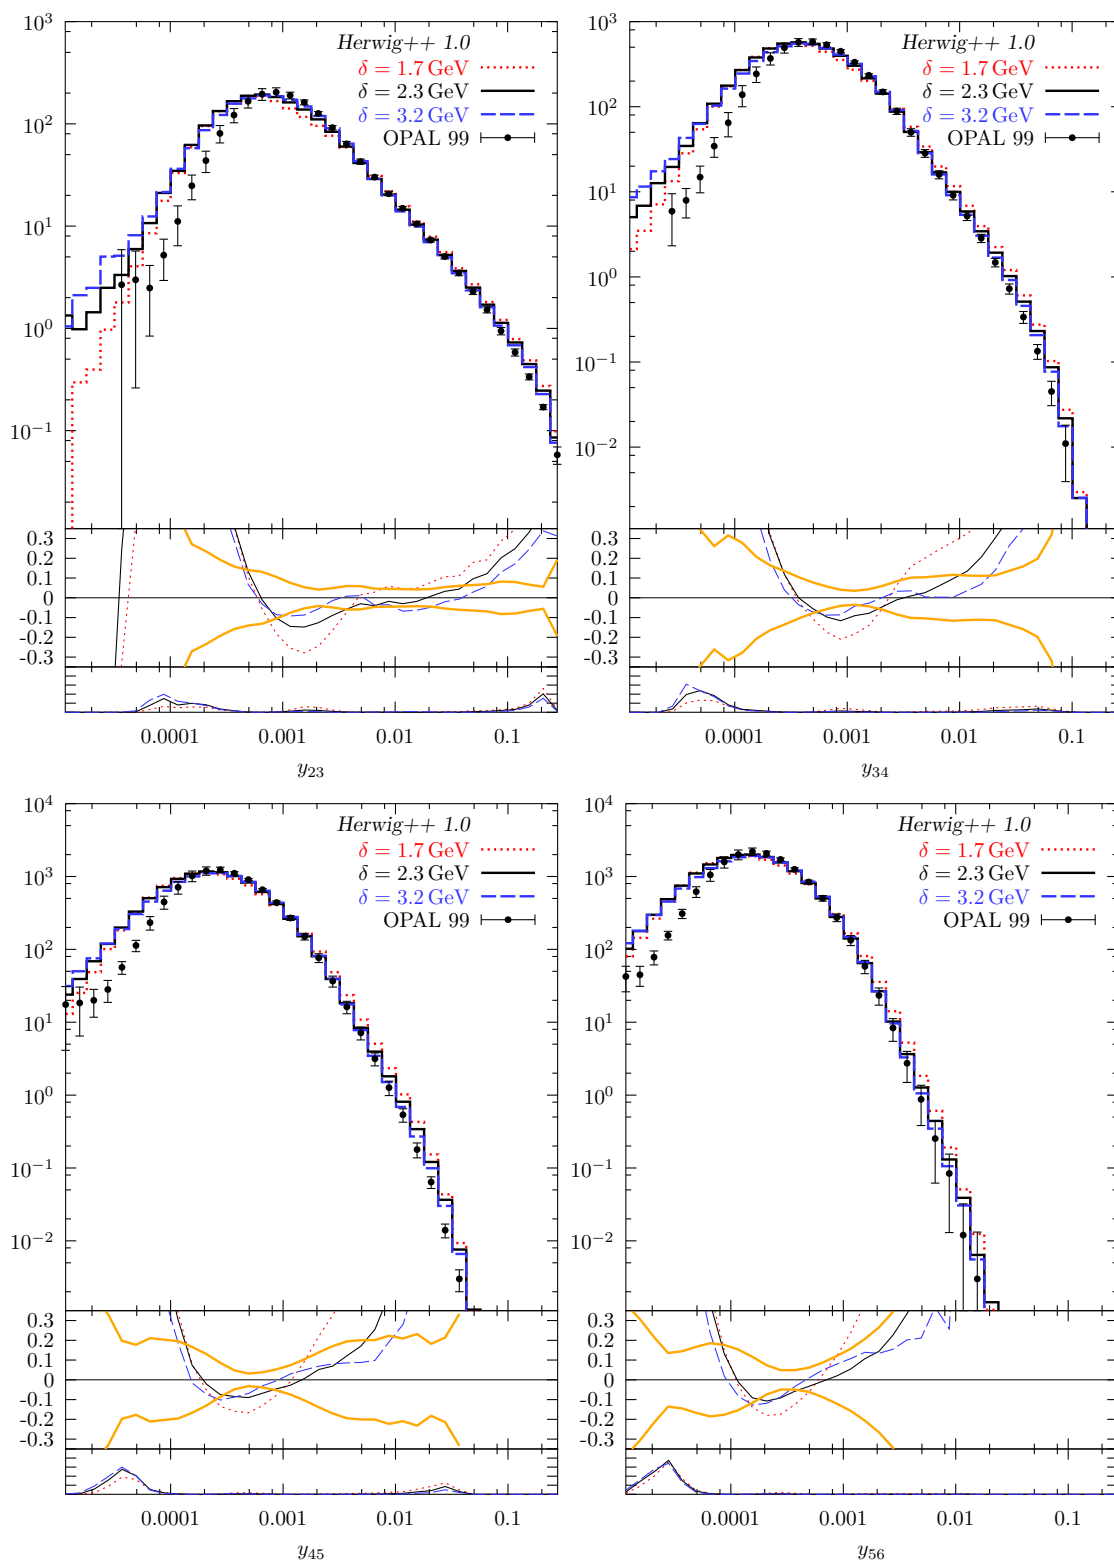 10³
10²
10¹
10⁰
10⁻¹
Herwig++ 1.0
δ = 1.7 GeV
δ = 2.3 GeV
δ = 3.2 GeV
OPAL 99
0.3
0.2
0.1
0
-0.1
-0.2
-0.3
0.0001 0.001 0.01 0.1
y₂₃
10³
10²
10¹
10⁰
10⁻¹
10⁻²
Herwig++ 1.0
δ = 1.7 GeV
δ = 2.3 GeV
δ = 3.2 GeV
OPAL 99
0.3
0.2
0.1
0
-0.1
-0.2
-0.3
0.0001 0.001 0.01 0.1
y₃₄
10⁴
10³
10²
10¹
10⁰
10⁻¹
10⁻²
Herwig++ 1.0
δ = 1.7 GeV
δ = 2.3 GeV
δ = 3.2 GeV
OPAL 99
0.3
0.2
0.1
0
-0.1
-0.2
-0.3
0.0001 0.001 0.01 0.1
y₄₅
10⁴
10³
10²
10¹
10⁰
10⁻¹
10⁻²
Herwig++ 1.0
δ = 1.7 GeV
δ = 2.3 GeV
δ = 3.2 GeV
OPAL 99
0.3
0.2
0.1
0
-0.1
-0.2
-0.3
0.0001 0.001 0.01 0.1
y₅₆